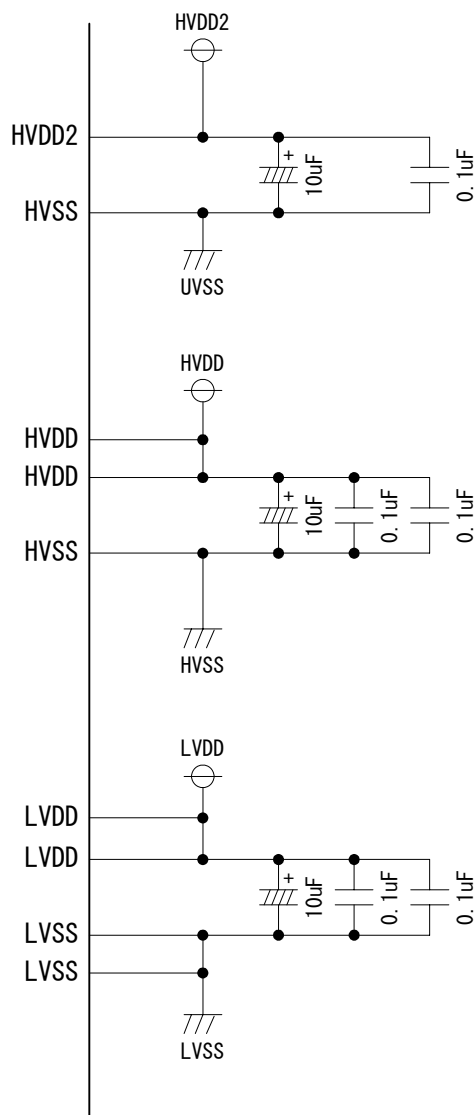 HVDD2
HVDD2
+
10uF
0.1uF
HVSS
UVSS
HVDD
HVDD
HVDD
+
10uF
0.1uF
0.1uF
HVSS
HVSS
LVDD
LVDD
LVDD
+
10uF
0.1uF
0.1uF
LVSS
LVSS
LVSS